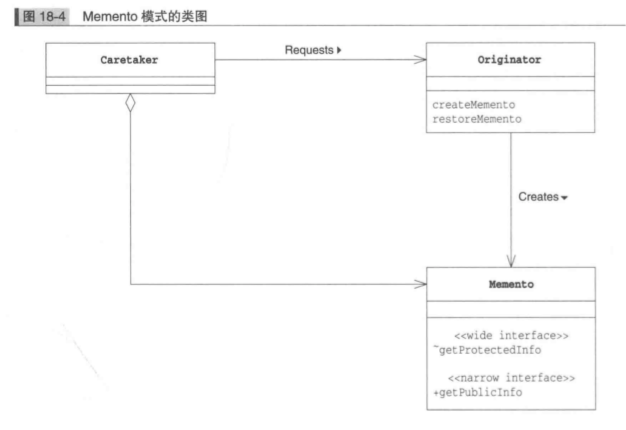 图 18-4 Memento 模式的类图
Caretaker
Requests ▶
Originator
createMemento
restoreMemento
Creates ▼
Memento
<<wide interface>>
~getProtectedInfo
<<narrow interface>>
+getPublicInfo